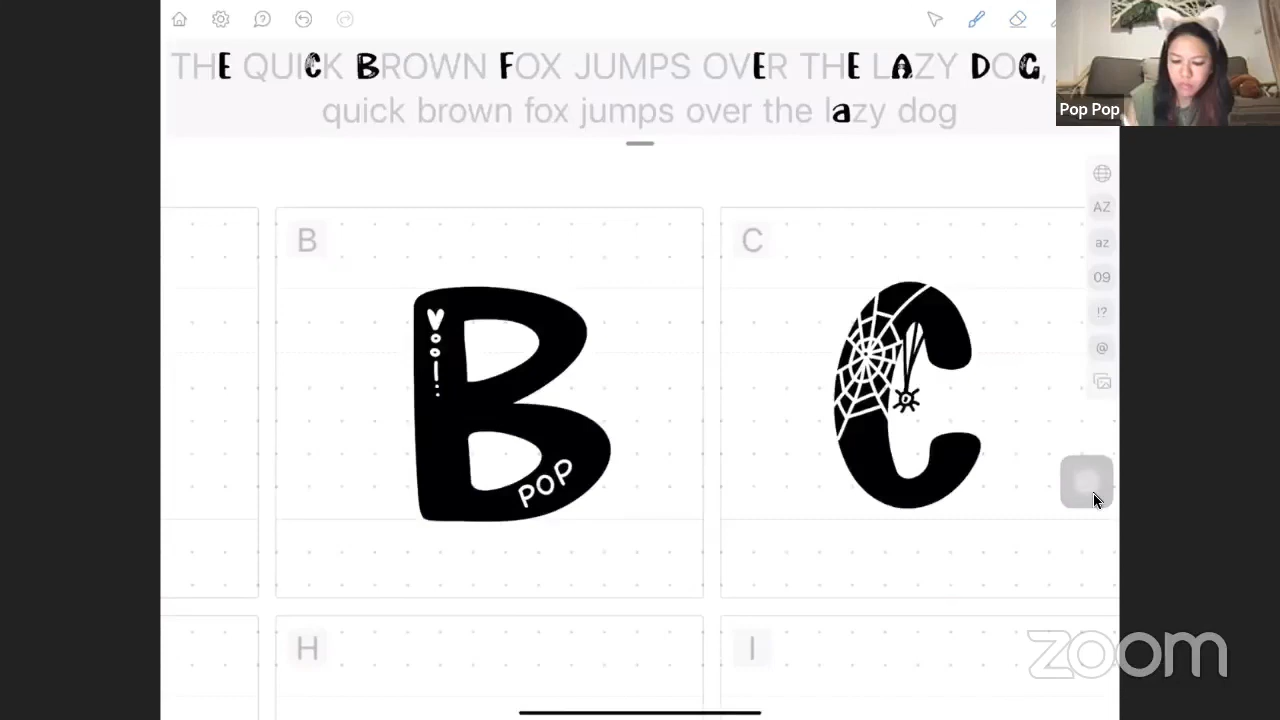 THE QUICK BROWN FOX JUMPS OVER THE LAZY DOG,
quick brown fox jumps over the lazy dog
Pop Pop
AZ
az
09
!?
@
B
C
B
POP
C
H
I
zoom